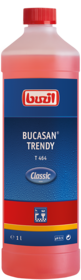 buzil
BUCASAN®
TRENDY
T 464
Classic
e 1 L